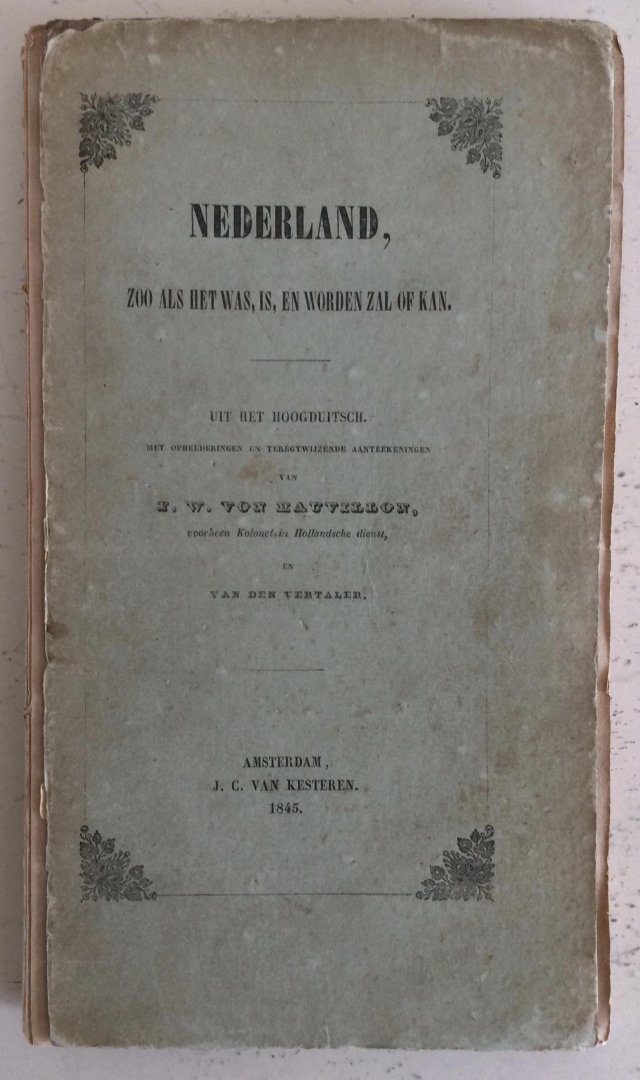 NEDERLAND,
ZOO ALS HET WAS, IS, EN WORDEN ZAL OF KAN.
UIT HET HOOGDUITSCH.
MET OPHELDERINGEN EN TEREGTWIJZENDE AANTEEKENINGEN
VAN
F. W. VON MAUVILLON,
voorheen Kolonel in Hollandsche dienst,
EN
VAN DEN VERTALER.
AMSTERDAM,
J. C. VAN KESTEREN.
1845.